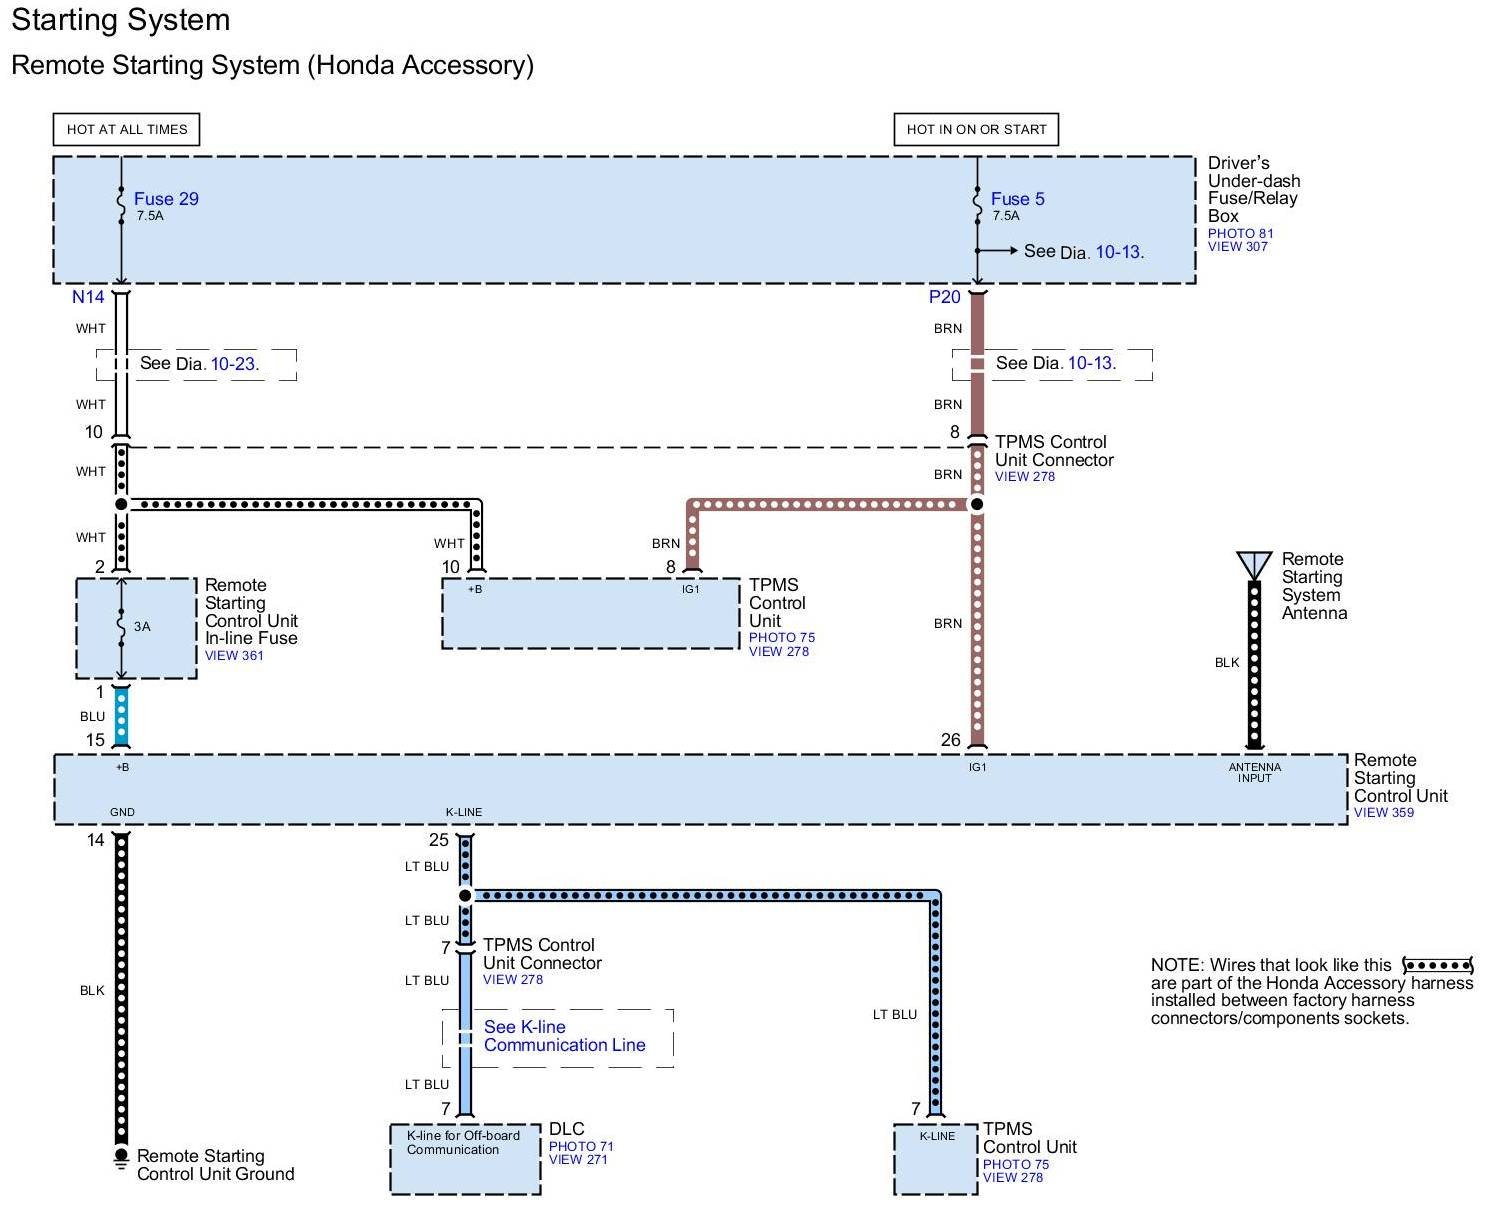 Starting System
Remote Starting System (Honda Accessory)
HOT AT ALL TIMES
HOT IN ON OR START
Fuse 29
7.5A
Fuse 5
7.5A
See Dia. 10-13.
Driver's
Under-dash
Fuse/Relay
Box
PHOTO 81
VIEW 307
N14
P20
WHT
BRN
See Dia. 10-23.
See Dia. 10-13.
WHT
BRN
10
8
TPMS Control
Unit Connector
VIEW 278
WHT
BRN
WHT
WHT
BRN
2
10
8
+B
IG1
TPMS
Control
Unit
PHOTO 75
VIEW 278
Remote
Starting
Control Unit
In-line Fuse
VIEW 361
3A
BRN
Remote
Starting
System
Antenna
BLK
1
BLU
15
26
+B
IG1
ANTENNA
INPUT
Remote
Starting
Control Unit
VIEW 359
GND
K-LINE
14
25
LT BLU
LT BLU
7
TPMS Control
Unit Connector
VIEW 278
LT BLU
BLK
See K-line
Communication Line
LT BLU
LT BLU
NOTE: Wires that look like this
are part of the Honda Accessory harness
installed between factory harness
connectors/components sockets.
7
7
K-line for Off-board
Communication
DLC
PHOTO 71
VIEW 271
K-LINE
TPMS
Control Unit
PHOTO 75
VIEW 278
Remote Starting
Control Unit Ground